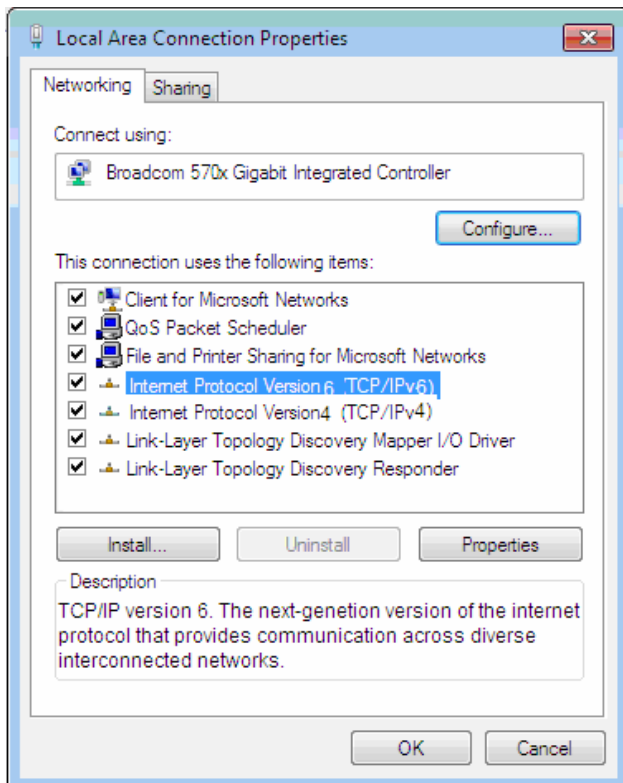 Local Area Connection Properties
Networking
Sharing
Connect using:
Broadcom 570x Gigabit Integrated Controller
Configure...
This connection uses the following items:
Client for Microsoft Networks
QoS Packet Scheduler
File and Printer Sharing for Microsoft Networks
Internet Protocol Version 6 (TCP/IPv6)
Internet Protocol Version4 (TCP/IPv4)
Link-Layer Topology Discovery Mapper I/O Driver
Link-Layer Topology Discovery Responder
Install...
Uninstall
Properties
Description
TCP/IP version 6. The next-genetion version of the internet
protocol that provides communication across diverse
interconnected networks.
OK
Cancel